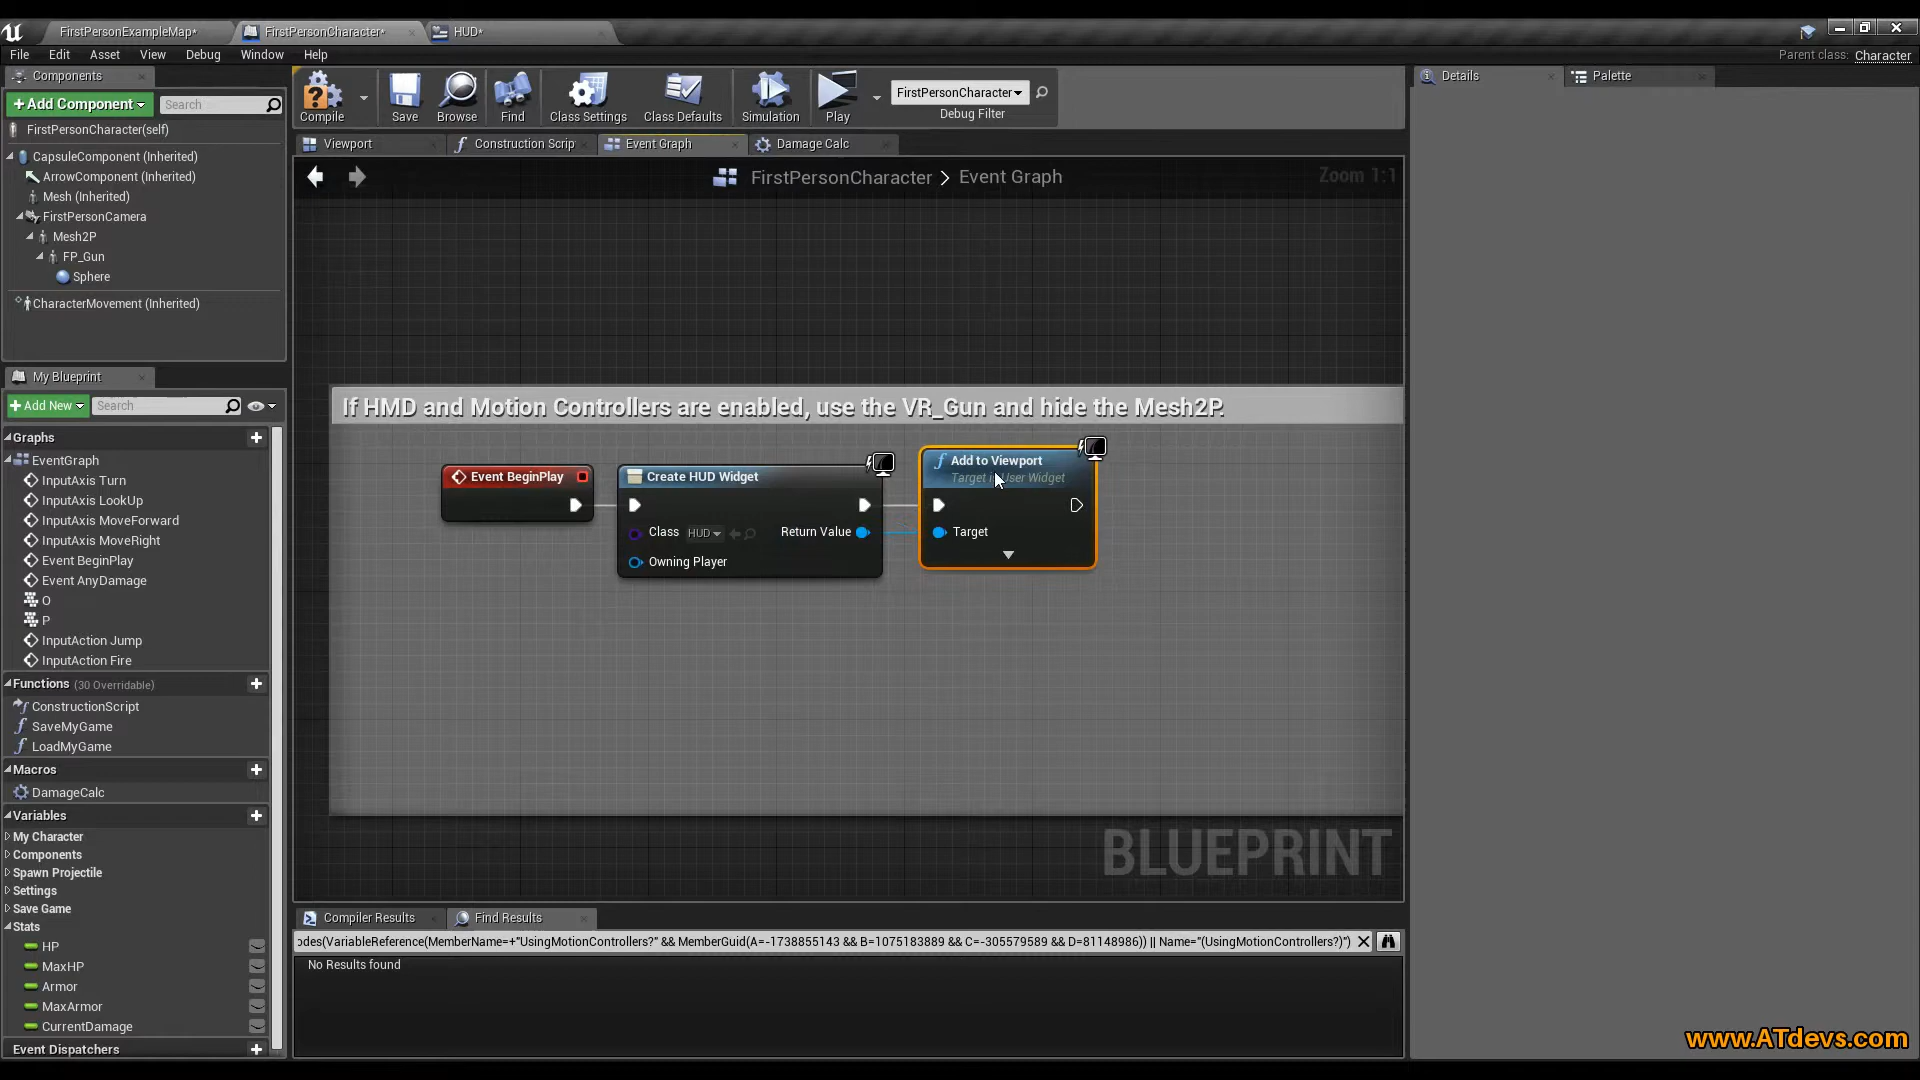 FirstPersonExampleMap*
FirstPersonCharacter*
HUD*
File Edit Asset View Debug Window Help
Parent class: Character
Components
+ Add Component
Search
FirstPersonCharacter(self)
CapsuleComponent (Inherited)
ArrowComponent (Inherited)
Mesh (Inherited)
FirstPersonCamera
Mesh2P
FP_Gun
Sphere
CharacterMovement (Inherited)
My Blueprint
+ Add New
Search
Graphs
EventGraph
InputAxis Turn
InputAxis LookUp
InputAxis MoveForward
InputAxis MoveRight
Event BeginPlay
Event AnyDamage
O
P
InputAction Jump
InputAction Fire
Functions (30 Overridable)
ConstructionScript
SaveMyGame
LoadMyGame
Macros
DamageCalc
Variables
My Character
Components
Spawn Projectile
Settings
Save Game
Stats
HP
MaxHP
Armor
MaxArmor
CurrentDamage
Event Dispatchers
Compile
Save
Browse
Find
Class Settings
Class Defaults
Simulation
Play
FirstPersonCharacter
Debug Filter
Viewport
Construction Scrip
Event Graph
Damage Calc
FirstPersonCharacter > Event Graph
Zoom 1:1
If HMD and Motion Controllers are enabled, use the VR_Gun and hide the Mesh2P.
Event BeginPlay
Create HUD Widget
Class HUD
Return Value
Owning Player
Add to Viewport
Target is User Widget
Target
BLUEPRINT
Compiler Results
Find Results
odes(VariableReference(MemberName=+"UsingMotionControllers?" && MemberGuid(A=-1738855143 && B=1075183889 && C=-305579589 && D=81148986)) || Name="(UsingMotionControllers?)")
No Results found
Details
Palette
www.ATdevs.com